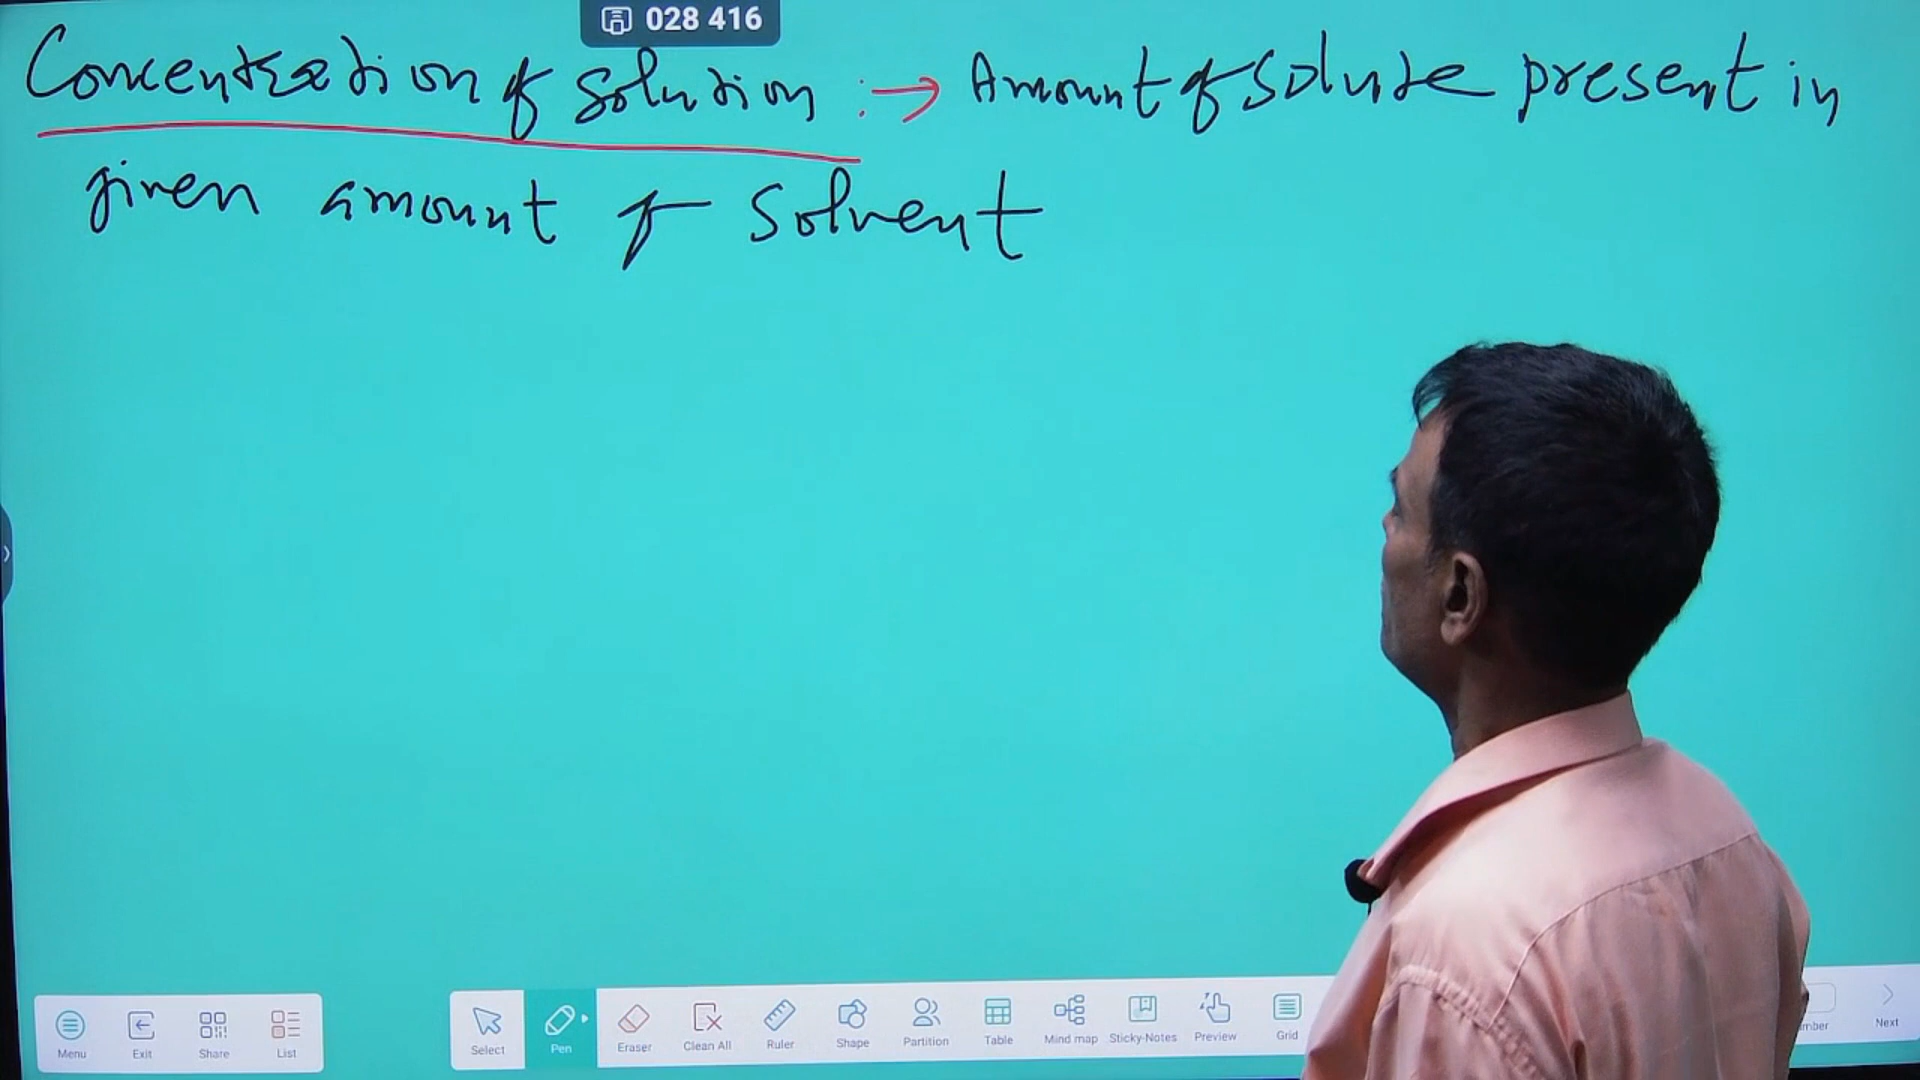 028 416
Concentration of solution :→ Amount of solute present in
given amount of solvent
Menu Exit Share List Select Pen Eraser Clean All Ruler Shape Partition Table Mind map Sticky-Notes Preview Grid Next